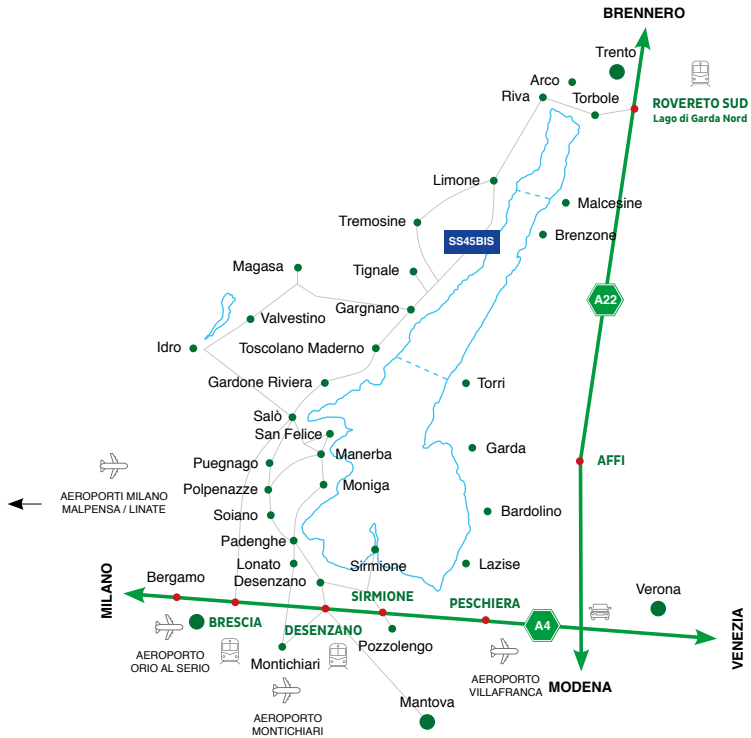 BRENNERO
Trento
Arco
Riva
Torbole
ROVERETO SUD
Lago di Garda Nord
Limone
Malcesine
Tremosine
SS45BIS
Brenzone
Magasa
Tignale
A22
Gargnano
Valvestino
Idro
Toscolano Maderno
Gardone Riviera
Torri
Salò
San Felice
Garda
Manerba
AFFI
Puegnago
AEROPORTI MILANO
MALPENSA / LINATE
Polpenazze
Moniga
Soiano
Bardolino
Padenghe
Lonato
Sirmione
Lazise
Bergamo
Desenzano
MILANO
SIRMIONE
PESCHIERA
Verona
BRESCIA
DESENZANO
A4
VENEZIA
Pozzolengo
AEROPORTO
ORIO AL SERIO
Montichiari
AEROPORTO
VILLAFRANCA
MODENA
Mantova
AEROPORTO
MONTICHIARI